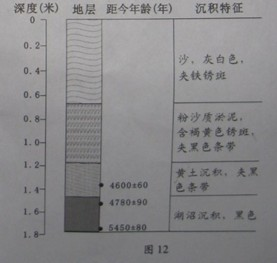 深度(米) 地层 距今年龄(年) 沉积特征
0
0.2
沙，灰白色，
0.4
夹铁锈斑
0.6
0.8
粉沙质淤泥，
含褐黄色锈斑，
1.0
夹黑色条带
1.2
黄土沉积，夹黑
色条带
1.4
4600±60
4780±90
1.6
湖沼沉积，黑色
1.8
5450±80
图12